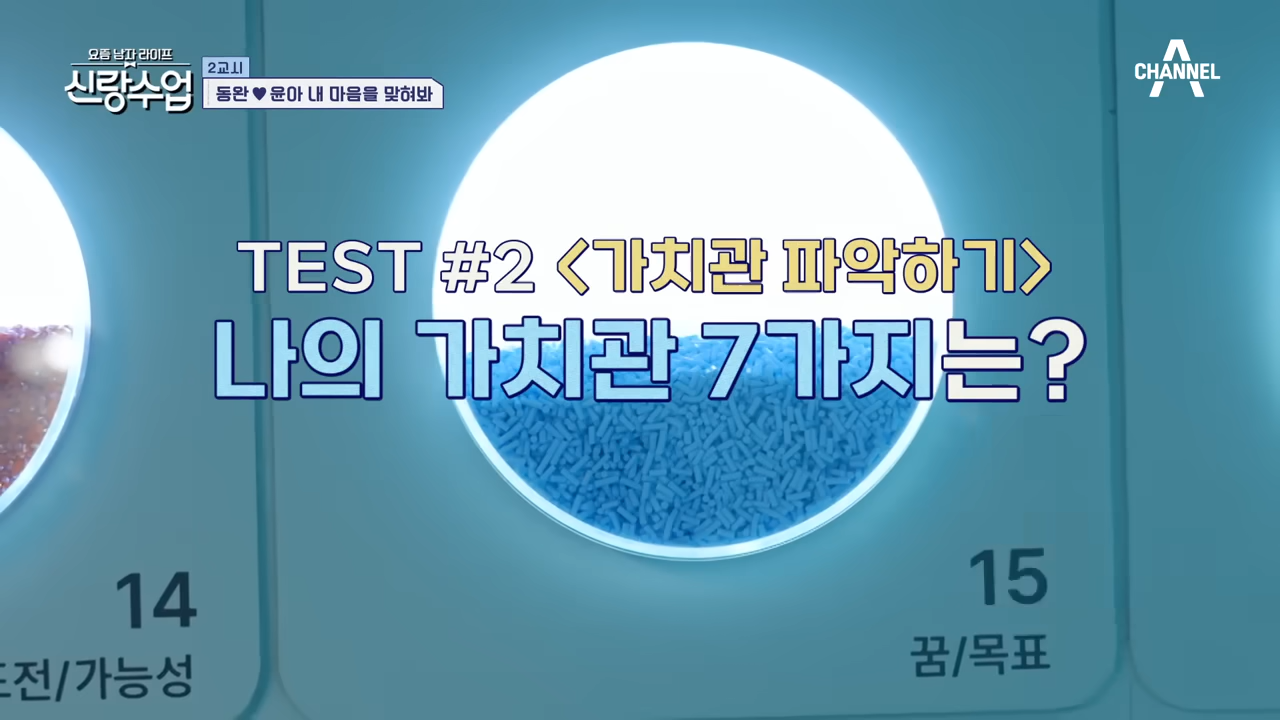 요즘 남자 라이프
신랑수업
2교시
동완♥윤아 내 마음을 맞혀봐
CHANNEL A
TEST #2 <가치관 파악하기>
나의 가치관 7가지는?
14
도전/가능성
15
꿈/목표